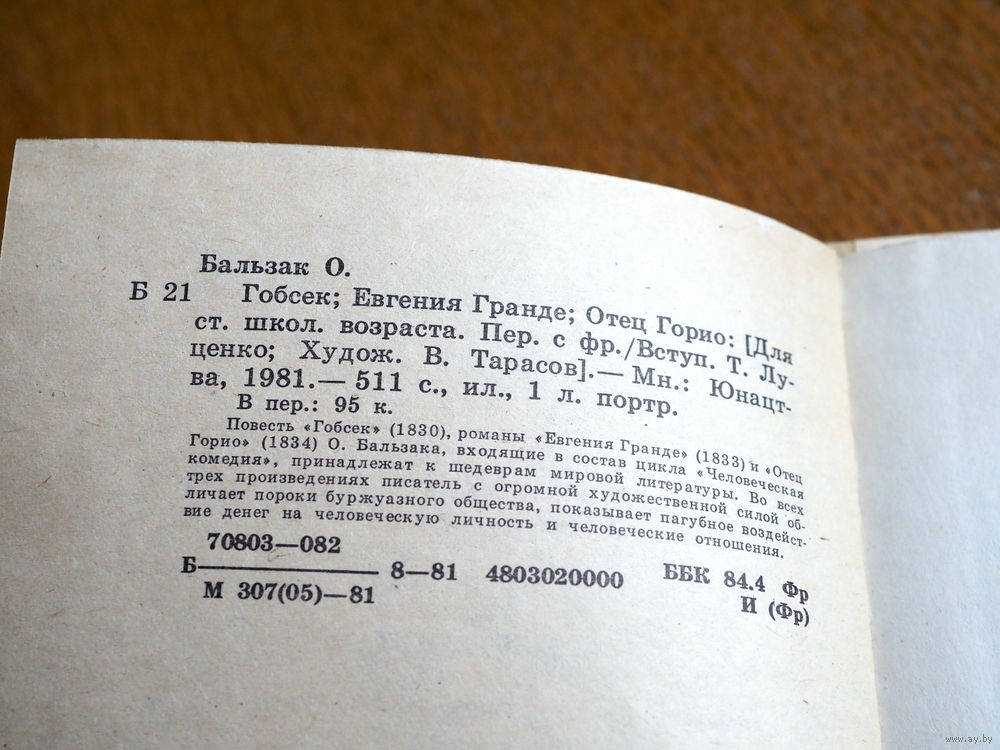 Бальзак О.
Б 21 Гобсек; Евгения Гранде; Отец Горио: [Для
ст. школ. возраста. Пер. с фр./Вступ. Т. Лу-
ценко; Худож. В. Тарасов].— Мн.: Юнацт-
ва, 1981.— 511 с., ил., 1 л. портр.
В пер.: 95 к.
Повесть «Гобсек» (1830), романы «Евгения Гранде» (1833) и «Отец
Горио» (1834) О. Бальзака, входящие в состав цикла «Человеческая
комедия», принадлежат к шедеврам мировой литературы. Во всех
трех произведениях писатель с огромной художественной силой об-
личает пороки буржуазного общества, показывает пагубное воздейст-
вие денег на человеческую личность и человеческие отношения.
70803—082
Б———— 8—81 4803020000 ББК 84.4 Фр
М 307(05)—81 И (Фр)
www.ay.by